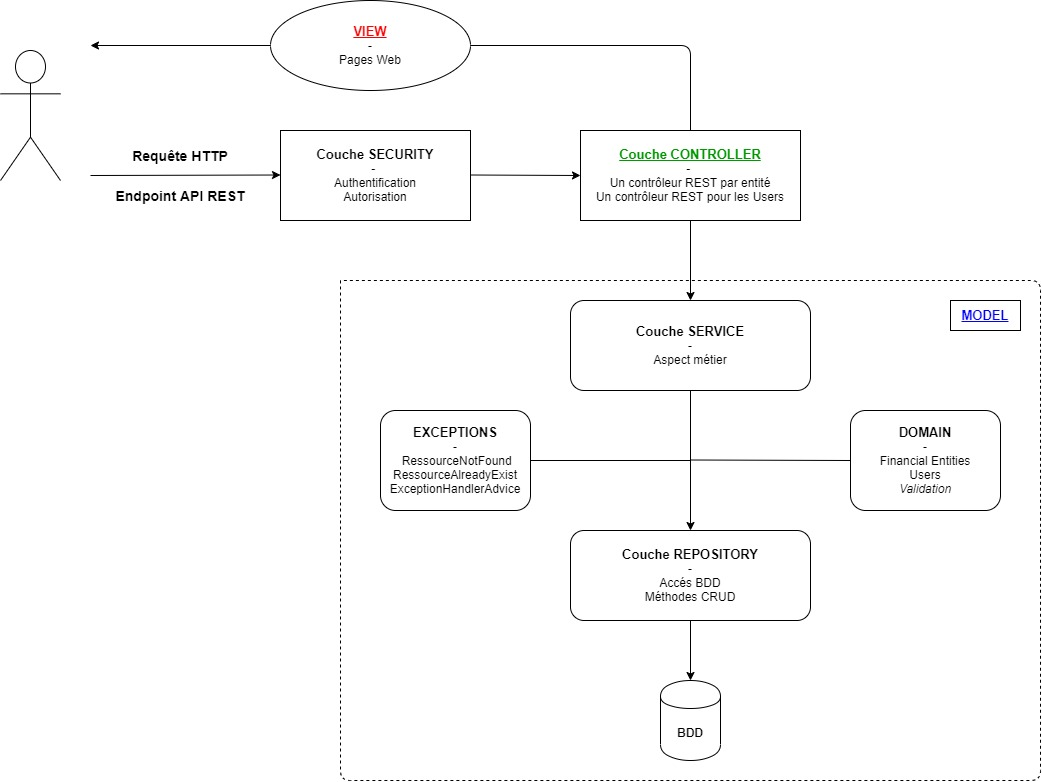 VIEW
-
Pages Web
Requête HTTP
Endpoint API REST
Couche SECURITY
-
Authentification
Autorisation
Couche CONTROLLER
-
Un contrôleur REST par entité
Un contrôleur REST pour les Users
MODEL
Couche SERVICE
-
Aspect métier
EXCEPTIONS
-
RessourceNotFound
RessourceAlreadyExist
ExceptionHandlerAdvice
DOMAIN
-
Financial Entities
Users
Validation
Couche REPOSITORY
-
Accés BDD
Méthodes CRUD
BDD